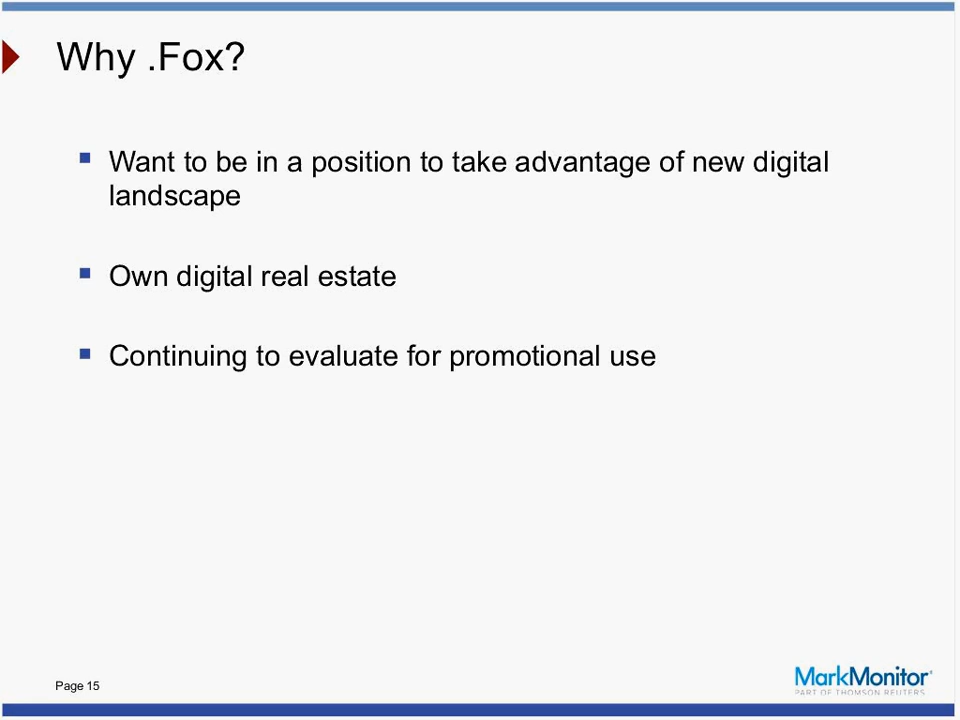 Why .Fox?
Want to be in a position to take advantage of new digital
landscape
Own digital real estate
Continuing to evaluate for promotional use
Page 15
MarkMonitor
PART OF THOMSON REUTERS